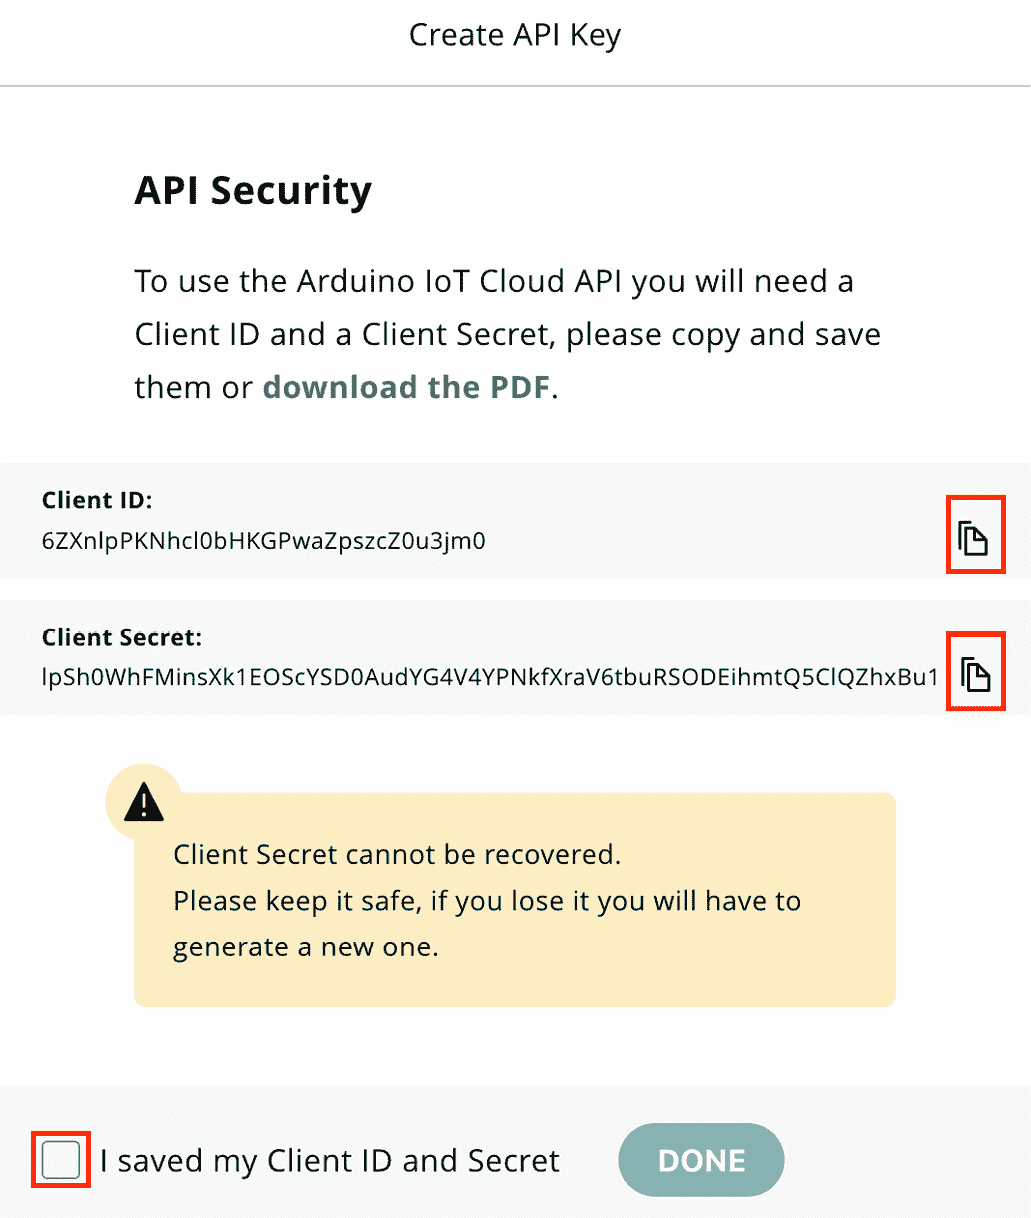 Create API Key
API Security
To use the Arduino IoT Cloud API you will need a
Client ID and a Client Secret, please copy and save
them or download the PDF.
Client ID:
6ZXnlpPKNhcl0bHKGPwaZpszcZ0u3jm0
Client Secret:
lpSh0WhFMinsXk1EOScYSD0AudYG4V4YPNkfXraV6tbuRSODEihmtQ5ClQZhxBu1
Client Secret cannot be recovered.
Please keep it safe, if you lose it you will have to
generate a new one.
I saved my Client ID and Secret
DONE